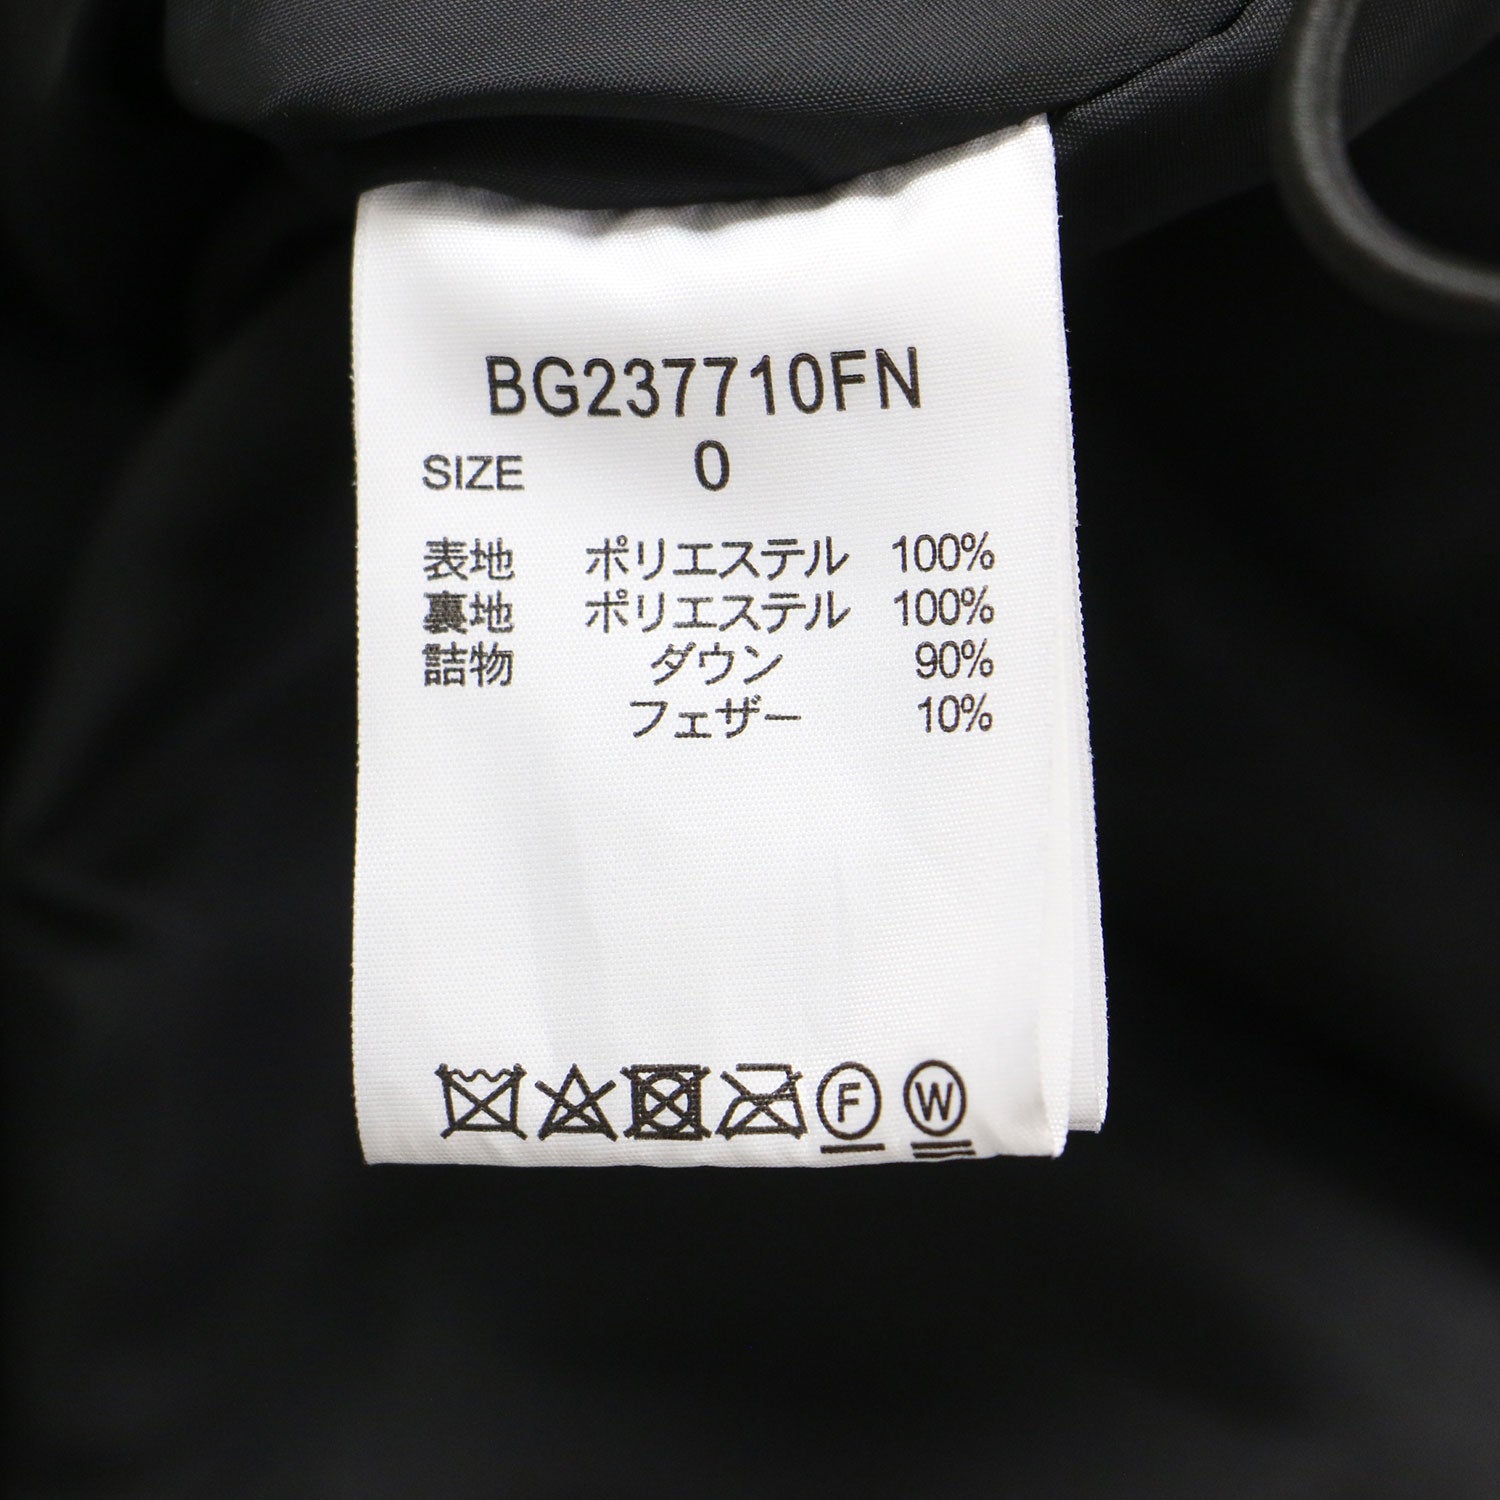 BG237710FN
SIZE 0
表地 ポリエステル 100%
裏地 ポリエステル 100%
詰物 ダウン 90%
フェザー 10%
F W